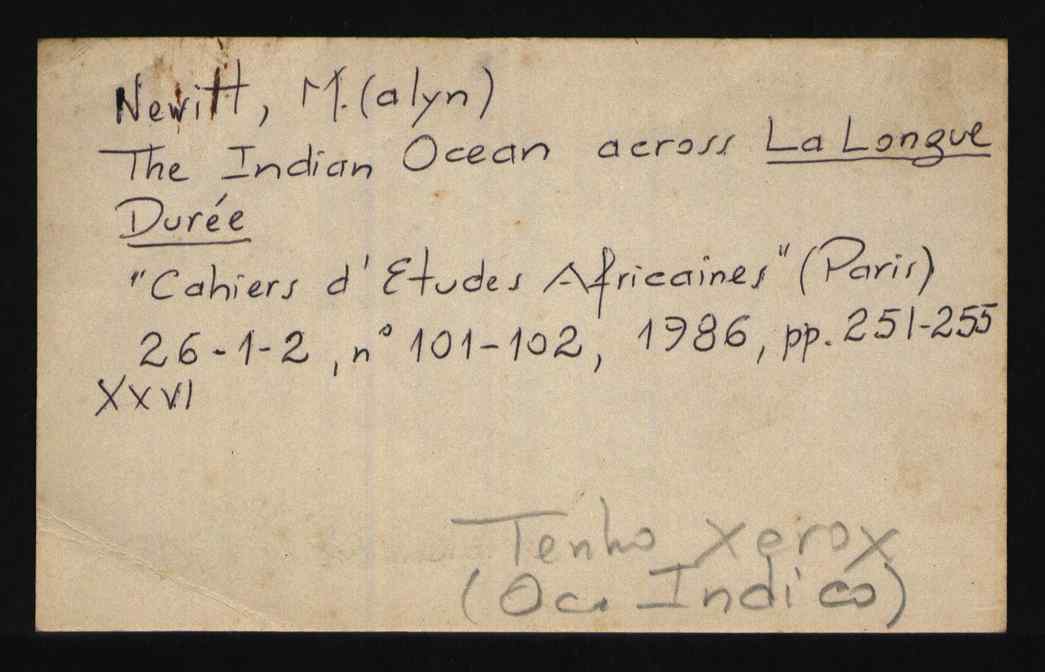 Newitt, M.(alyn)
The Indian Ocean across La Longue
Durée
"Cahiers d'Etudes Africaines" (Paris)
26-1-2, nº 101-102, 1986, pp. 251-255
XXVI
Tenho xerox
(Oc. Indico)